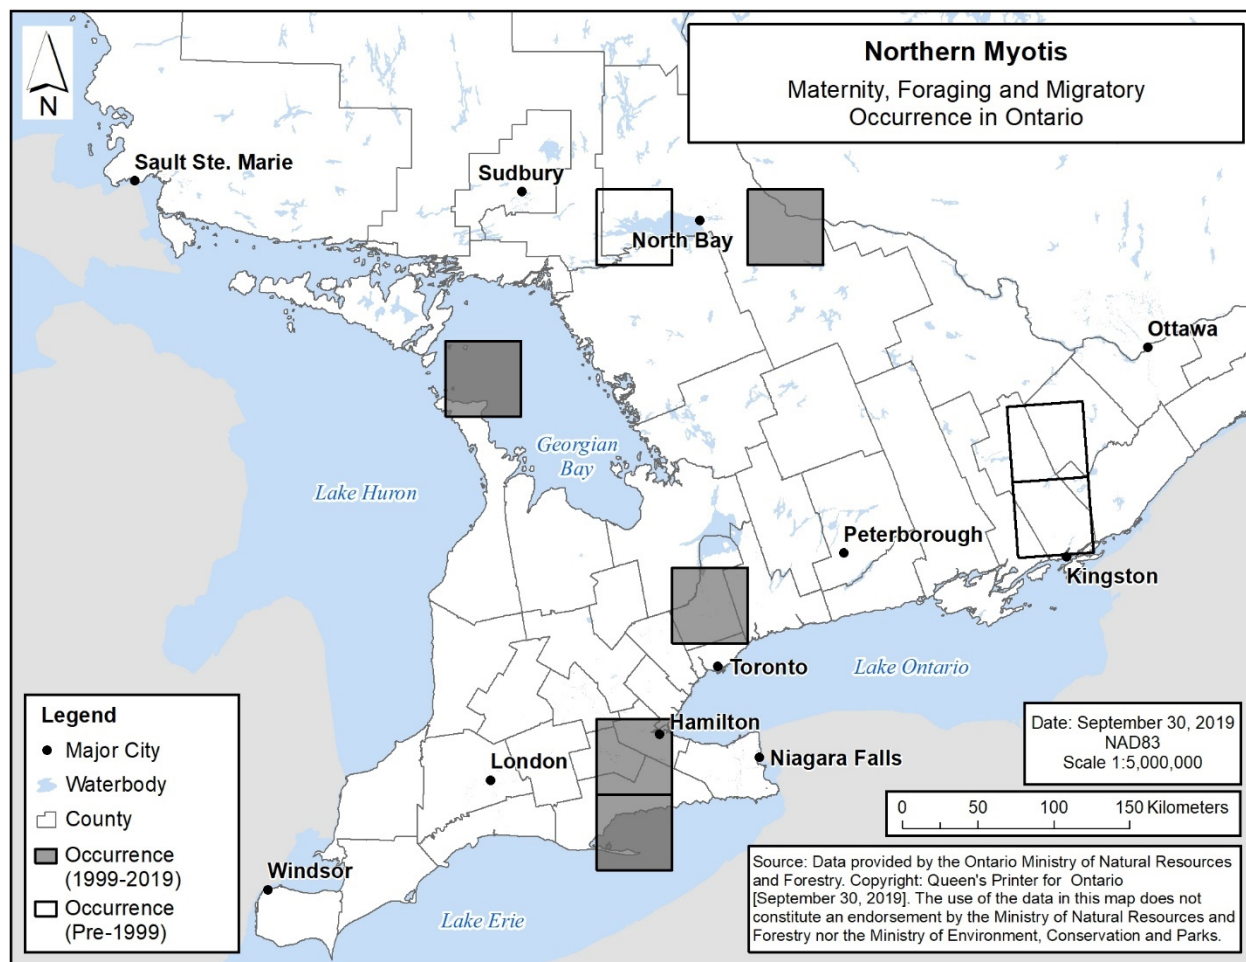 Northern Myotis
Maternity, Foraging and Migratory
Occurrence in Ontario
N
Sault Ste. Marie
Sudbury
North Bay
Ottawa
Georgian
Bay
Lake Huron
Peterborough
Kingston
Toronto
Lake Ontario
Hamilton
Niagara Falls
London
Windsor
Lake Erie
Legend
Major City
Waterbody
County
Occurrence
(1999-2019)
Occurrence
(Pre-1999)
Date: September 30, 2019
NAD83
Scale 1:5,000,000
0 50 100 150 Kilometers
Source: Data provided by the Ontario Ministry of Natural Resources
and Forestry. Copyright: Queen's Printer for Ontario
[September 30, 2019]. The use of the data in this map does not
constitute an endorsement by the Ministry of Natural Resources and
Forestry nor the Ministry of Environment, Conservation and Parks.